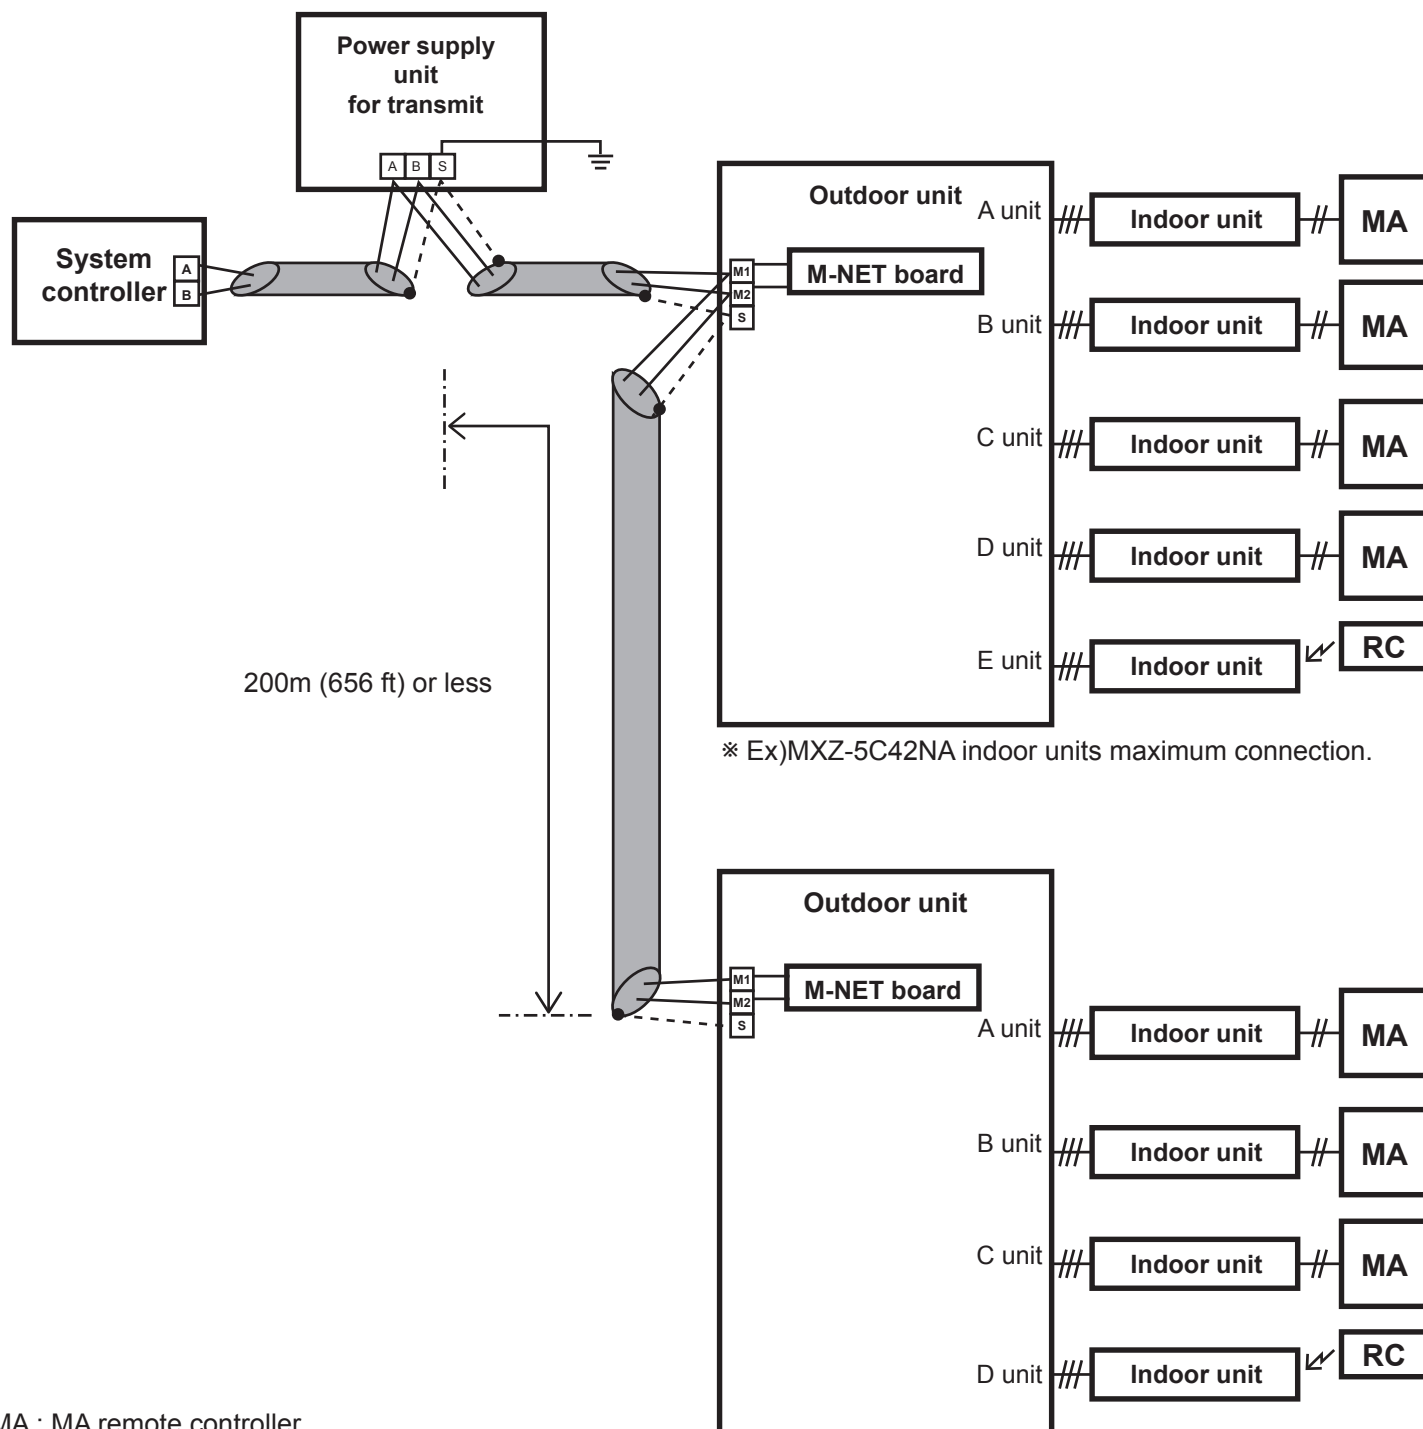 Power supply
unit
for transmit
A B S
System
controller
A
B
Outdoor unit
M-NET board
M1
M2
S
A unit
Indoor unit
MA
B unit
Indoor unit
MA
C unit
Indoor unit
MA
D unit
Indoor unit
MA
E unit
Indoor unit
RC
200m (656 ft) or less
※ Ex)MXZ-5C42NA indoor units maximum connection.
Outdoor unit
M-NET board
M1
M2
S
A unit
Indoor unit
MA
B unit
Indoor unit
MA
C unit
Indoor unit
MA
D unit
Indoor unit
RC
MA : MA remote controller